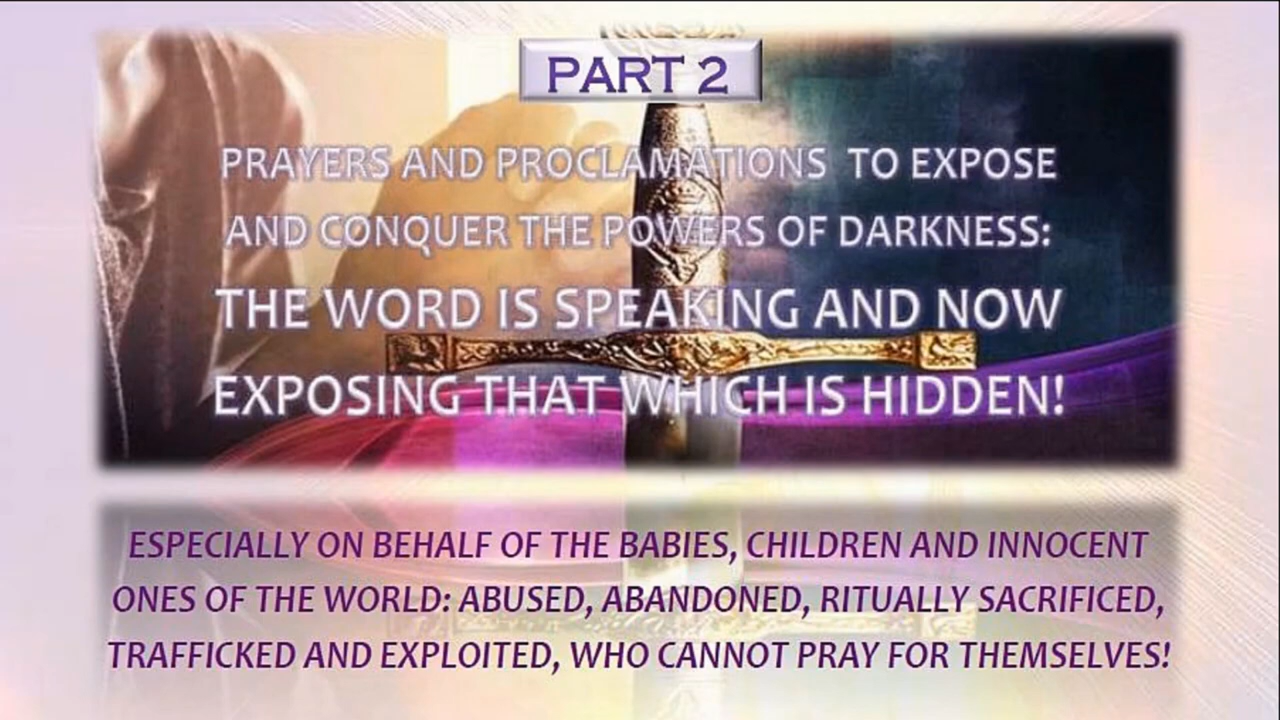 PART 2
PRAYERS AND PROCLAMATIONS TO EXPOSE
AND CONQUER THE POWERS OF DARKNESS:
THE WORD IS SPEAKING AND NOW
EXPOSING THAT WHICH IS HIDDEN!
ESPECIALLY ON BEHALF OF THE BABIES, CHILDREN AND INNOCENT
ONES OF THE WORLD: ABUSED, ABANDONED, RITUALLY SACRIFICED,
TRAFFICKED AND EXPLOITED, WHO CANNOT PRAY FOR THEMSELVES!